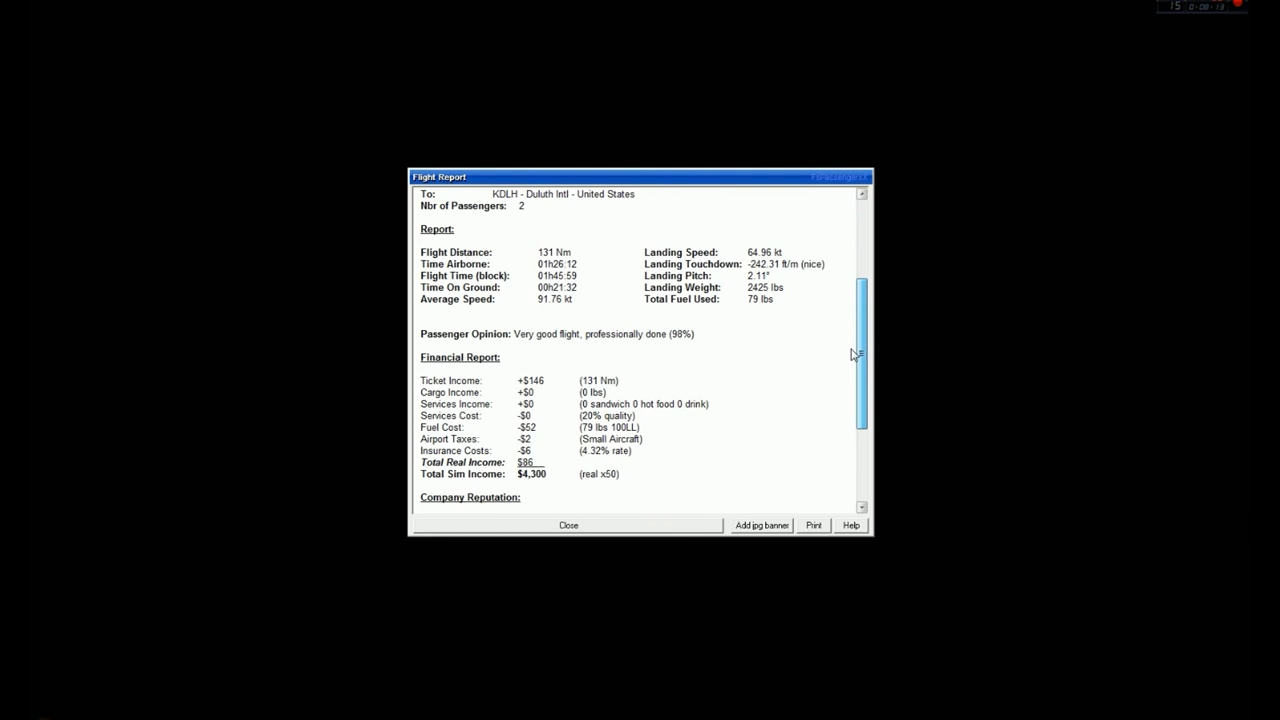 15 0:08:13
Flight Report
To: KDLH - Duluth Intl - United States
Nbr of Passengers: 2
Report:
Flight Distance: 131 Nm Landing Speed: 64.96 kt
Time Airborne: 01h26:12 Landing Touchdown: -242.31 ft/m (nice)
Flight Time (block): 01h45:59 Landing Pitch: 2.11°
Time On Ground: 00h21:32 Landing Weight: 2425 lbs
Average Speed: 91.76 kt Total Fuel Used: 79 lbs
Passenger Opinion: Very good flight, professionally done (98%)
Financial Report:
Ticket Income: +$146 (131 Nm)
Cargo Income: +$0 (0 lbs)
Services Income: +$0 (0 sandwich 0 hot food 0 drink)
Services Cost: -$0 (20% quality)
Fuel Cost: -$52 (79 lbs 100LL)
Airport Taxes: -$2 (Small Aircraft)
Insurance Costs: -$6 (4.32% rate)
Total Real Income: $86
Total Sim Income: $4,300 (real x50)
Company Reputation:
Close Add jpg banner Print Help